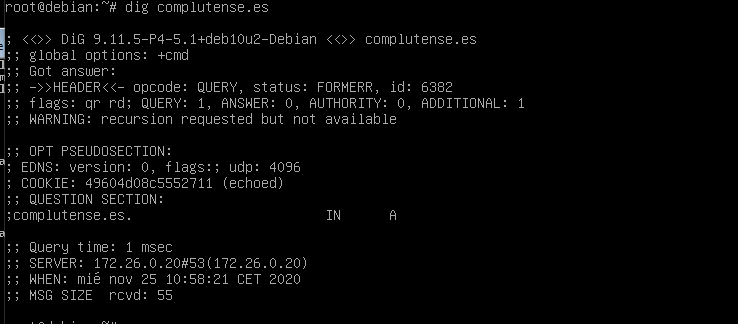 root@debian:~# dig complutense.es
; <<>> DiG 9.11.5-P4-5.1+deb10u2-Debian <<>> complutense.es
;; global options: +cmd
;; Got answer:
;; ->>HEADER<<- opcode: QUERY, status: FORMERR, id: 6382
;; flags: qr rd; QUERY: 1, ANSWER: 0, AUTHORITY: 0, ADDITIONAL: 1
;; WARNING: recursion requested but not available
;; OPT PSEUDOSECTION:
; EDNS: version: 0, flags:; udp: 4096
; COOKIE: 49604d08c5552711 (echoed)
;; QUESTION SECTION:
;complutense.es. IN A
;; Query time: 1 msec
;; SERVER: 172.26.0.20#53(172.26.0.20)
;; WHEN: mié nov 25 10:58:21 CET 2020
;; MSG SIZE rcvd: 55